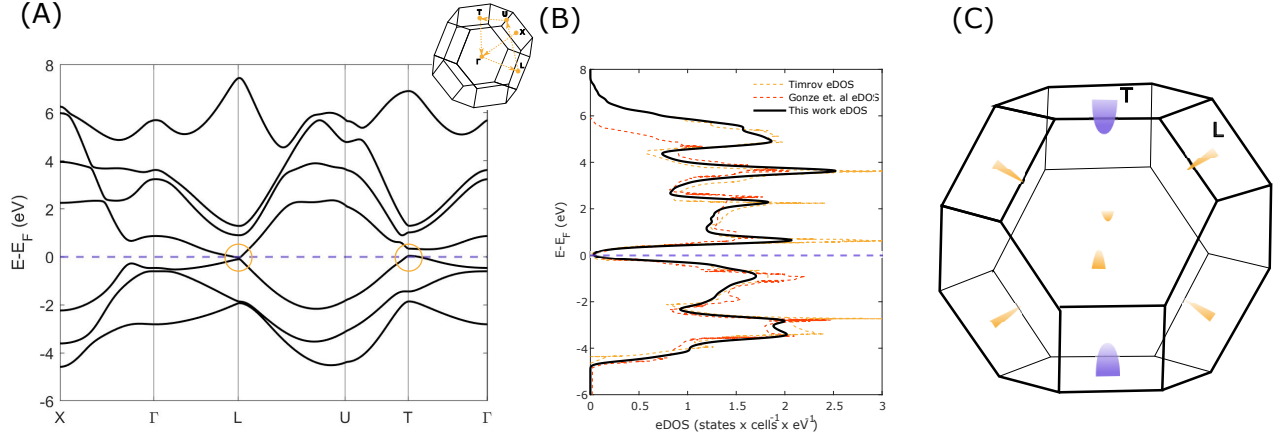 (A)
T
U
X
Γ
L
E-E_F (eV)
8
6
4
2
0
-2
-4
-6
X
Γ
L
U
T
Γ
(B)
Timrov eDOS
Gonze et. al eDOS
This work eDOS
E-E_F (eV)
8
6
4
2
0
-2
-4
-6
0
0.5
1
1.5
2
2.5
3
eDOS (states x cells⁻¹ x eV⁻¹)
(C)
T
L